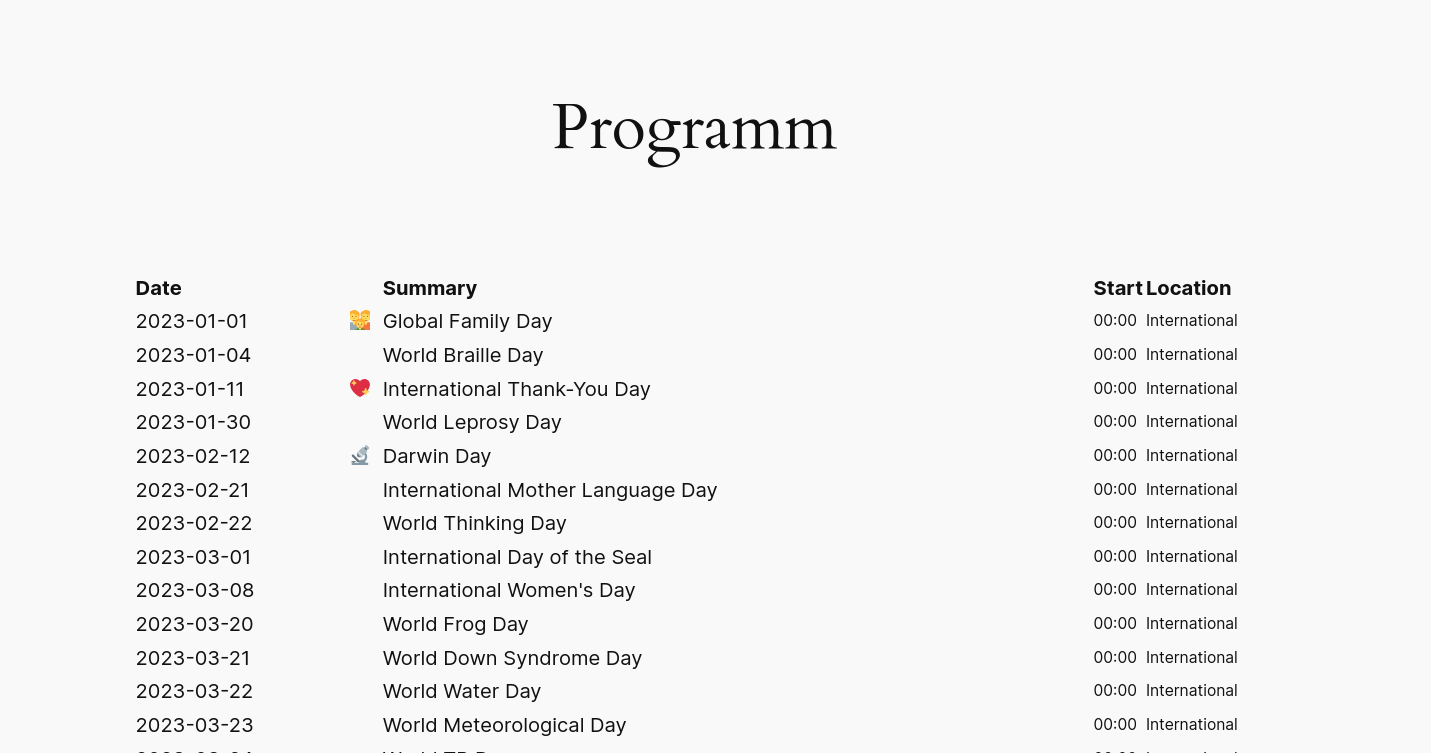 Programm
Date Summary Start Location
2023-01-01 Global Family Day 00:00 International
2023-01-04 World Braille Day 00:00 International
2023-01-11 International Thank-You Day 00:00 International
2023-01-30 World Leprosy Day 00:00 International
2023-02-12 Darwin Day 00:00 International
2023-02-21 International Mother Language Day 00:00 International
2023-02-22 World Thinking Day 00:00 International
2023-03-01 International Day of the Seal 00:00 International
2023-03-08 International Women's Day 00:00 International
2023-03-20 World Frog Day 00:00 International
2023-03-21 World Down Syndrome Day 00:00 International
2023-03-22 World Water Day 00:00 International
2023-03-23 World Meteorological Day 00:00 International